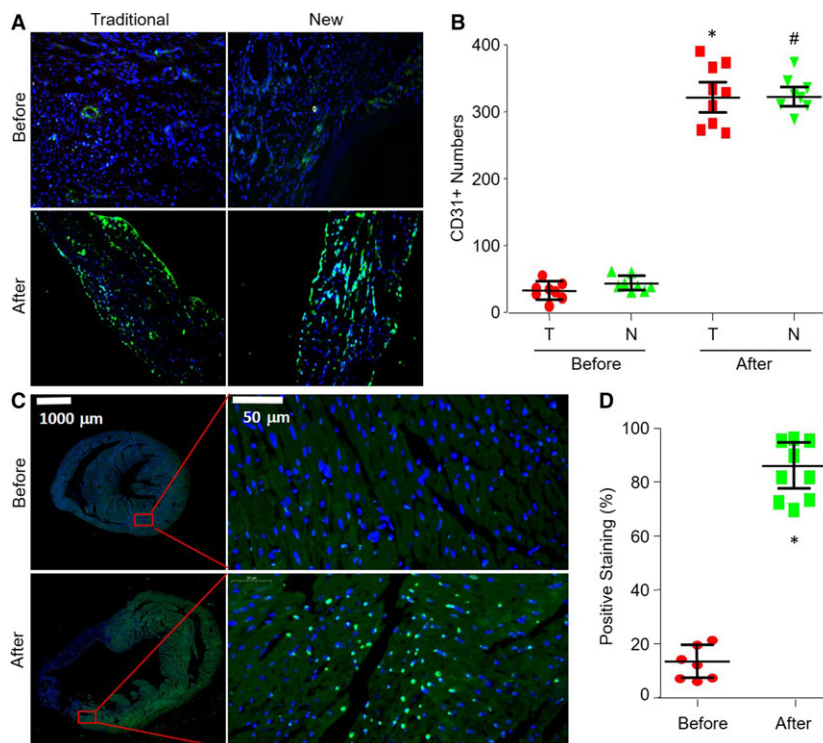 A
Traditional
New
Before
After
B
CD31+ Numbers
400
300
200
100
0
*
#
T
N
T
N
Before
After
C
1000 μm
50 μm
Before
After
D
Positive Staining (%)
100
80
60
40
20
0
*
Before
After